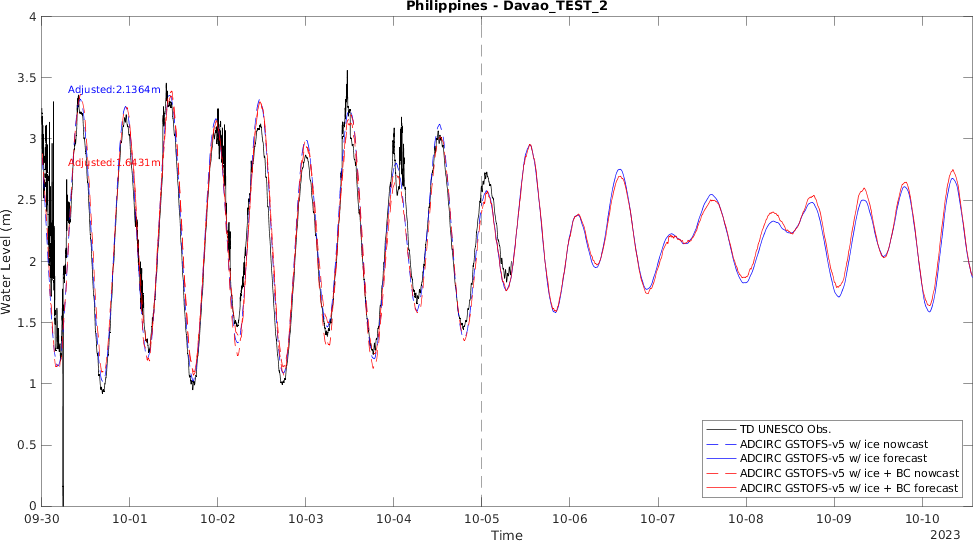 Philippines - Davao_TEST_2
4
3.5
3
2.5
2
1.5
1
0.5
0
Water Level (m)
Adjusted:2.1364m
Adjusted:1.6431m
TD UNESCO Obs.
ADCIRC GSTOFS-v5 w/ ice nowcast
ADCIRC GSTOFS-v5 w/ ice forecast
ADCIRC GSTOFS-v5 w/ ice + BC nowcast
ADCIRC GSTOFS-v5 w/ ice + BC forecast
09-30 10-01 10-02 10-03 10-04 10-05 10-06 10-07 10-08 10-09 10-10
Time
2023